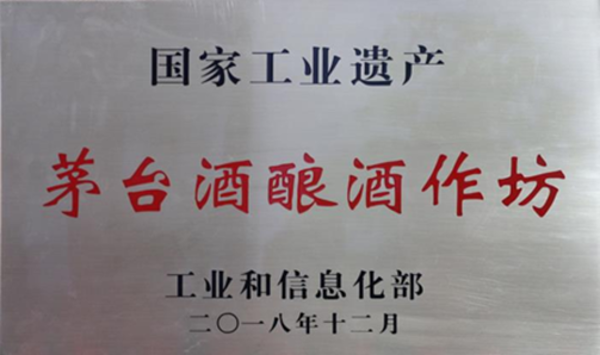 国家工业遗产
茅台酒酿酒作坊
工业和信息化部
二〇一八年十二月